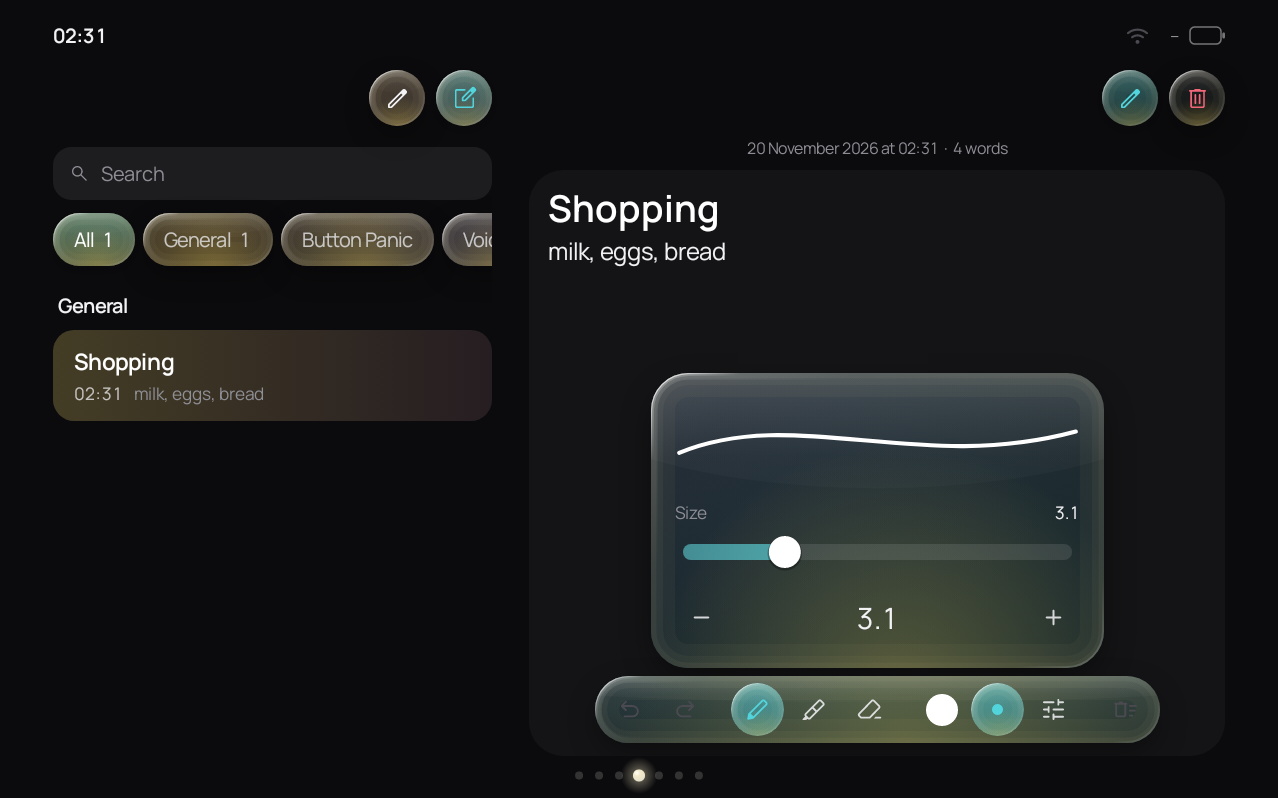 02:31
–
Search
All 1
General 1
Button Panic
Voic
General
Shopping
02:31 milk, eggs, bread
20 November 2026 at 02:31 · 4 words
Shopping
milk, eggs, bread
Size 3.1
− 3.1 +